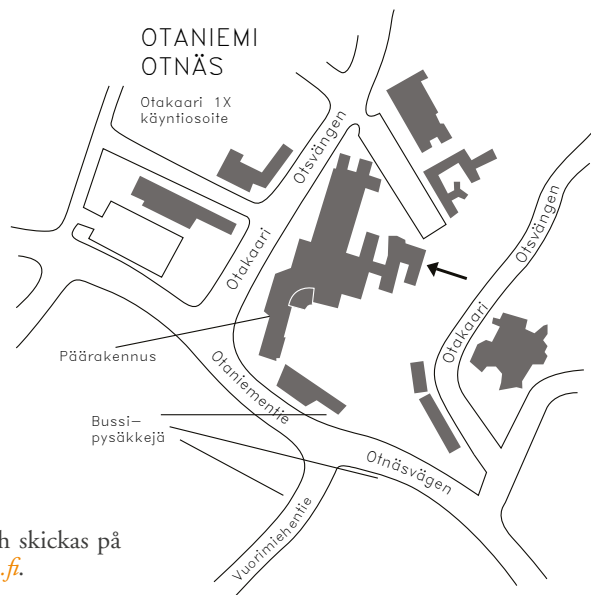 OTANIEMI
OTNÄS
Otakaari 1X
käyntiosoite
Otsvängen
Otakaari
Otsvängen
Otakaari
Päärakennus
Otaniementie
Bussi-
pysäkkejä
Otnäsvägen
Vuorimiehentie
h skickas på
.fi.